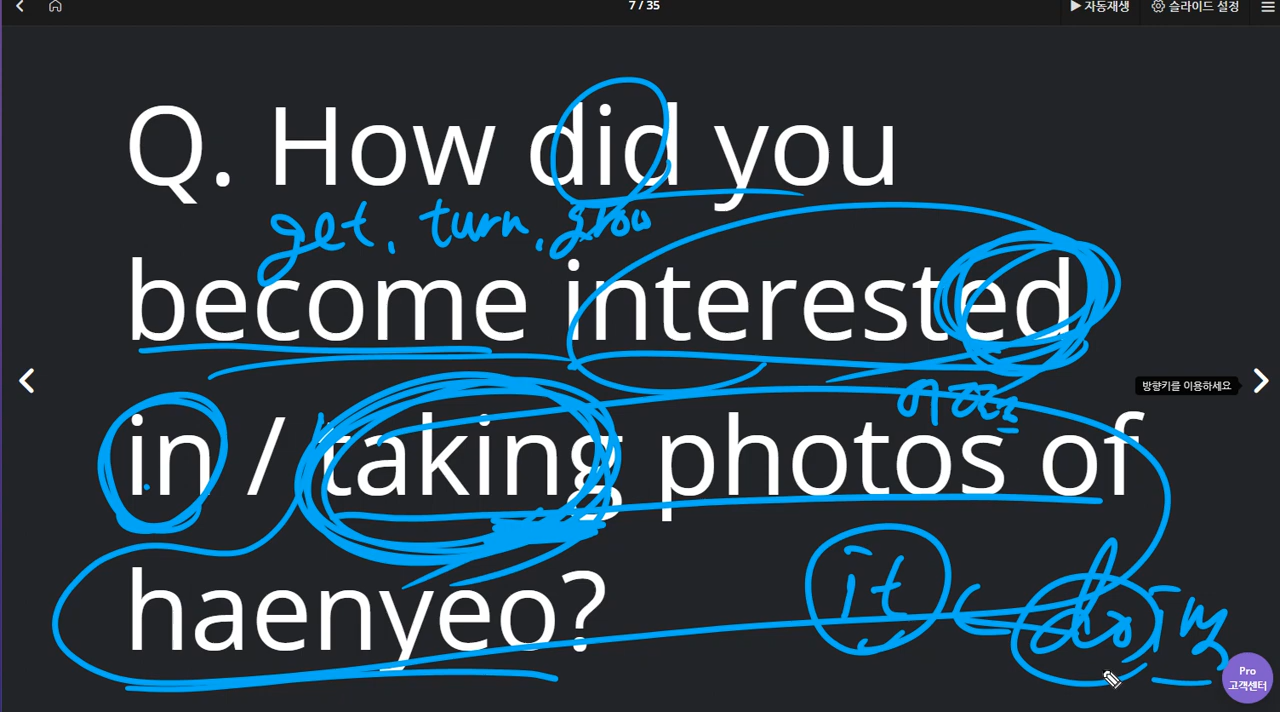 7 / 35
▶ 자동재생
슬라이드 설정
Q. How did you
get, turn, grow
become interested
방향키를 이용하세요
in / taking photos of
haenyeo?
it
doing
Pro
고객센터